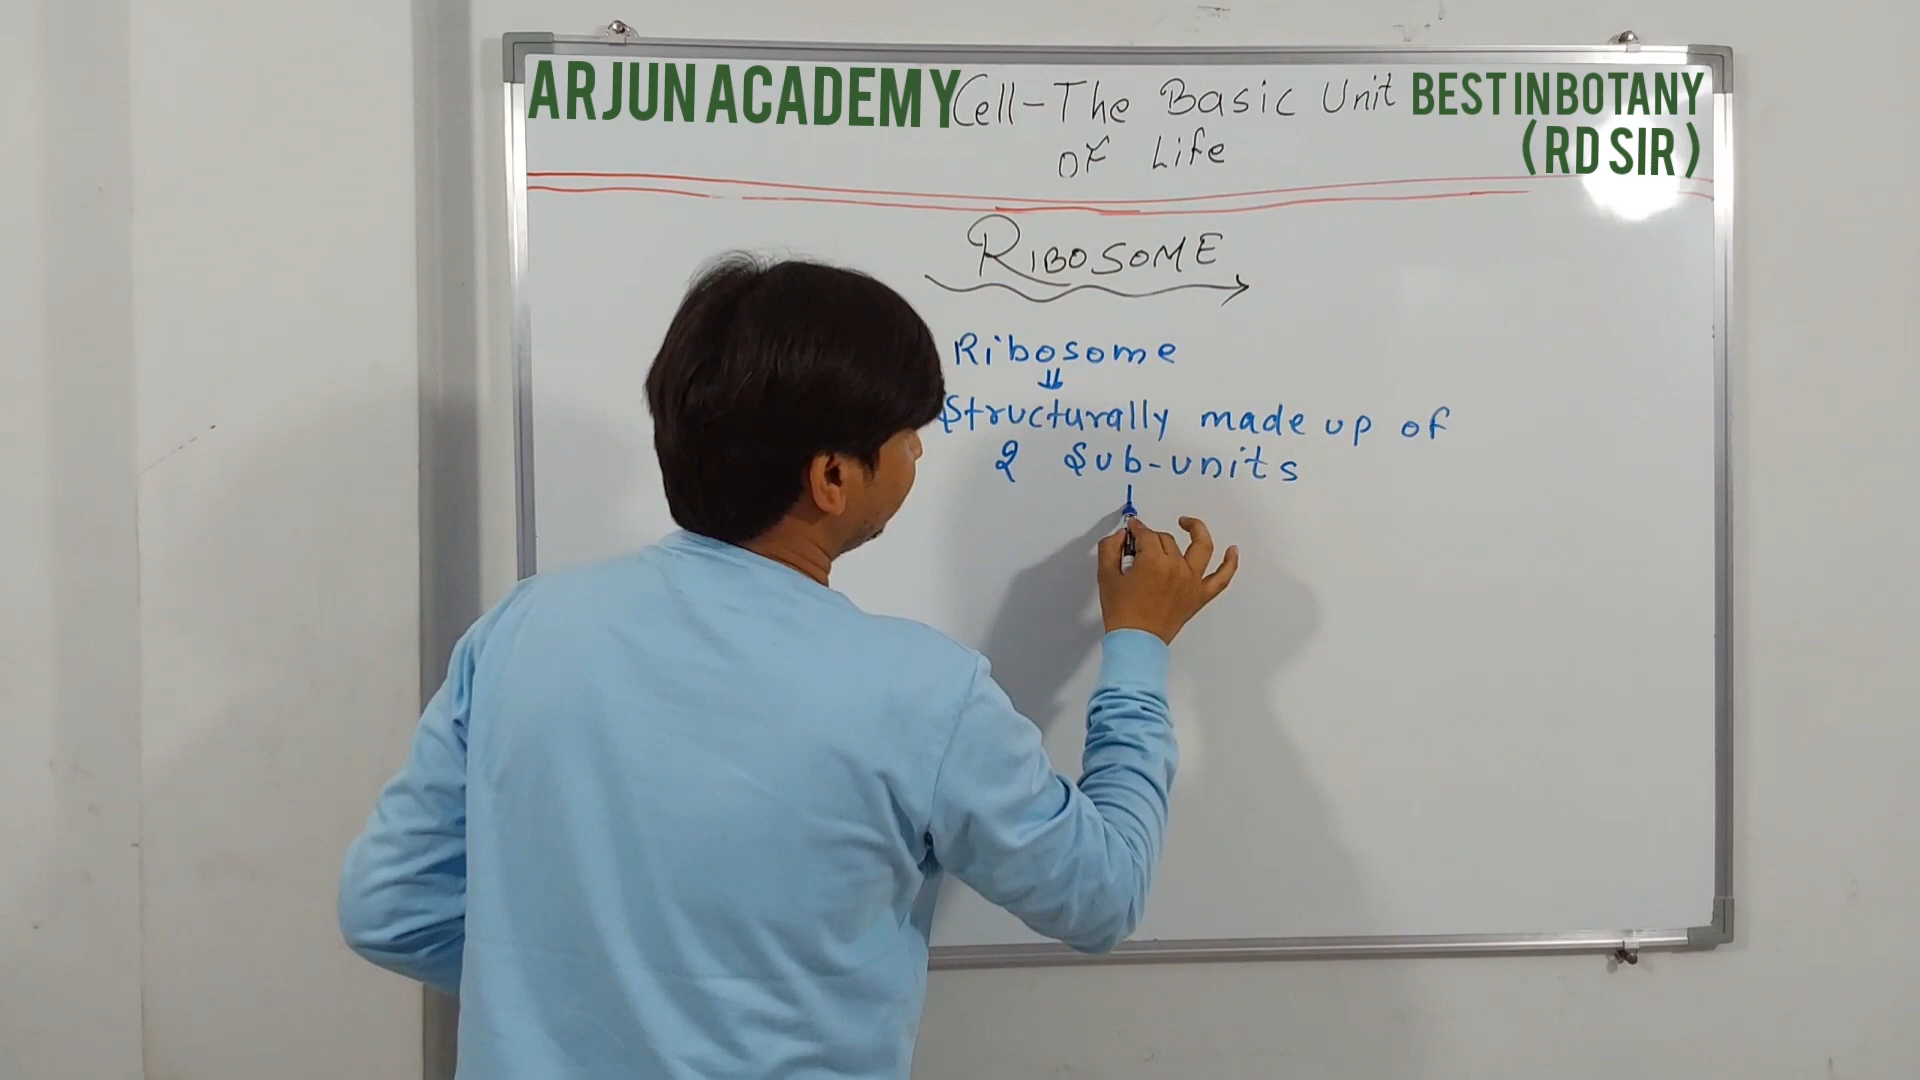 ARJUN ACADEMY
Cell-The Basic Unit
of Life
BEST IN BOTANY
(RD SIR)
RIBOSOME
Ribosome
Structurally made up of
2 Sub-units